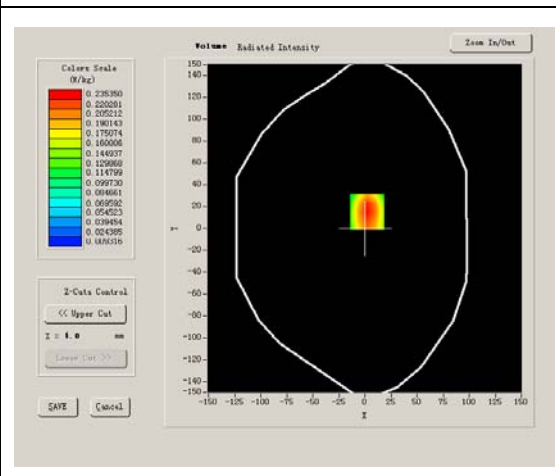 Volume Radiated Intensity
Zoom In/Out
Colors Scale
(W/kg)
0.235350
0.220281
0.205212
0.190143
0.175074
0.160006
0.144937
0.129868
0.114799
0.099730
0.084661
0.069592
0.054523
0.039454
0.024385
0.009316
Z-Cuts Control
<< Upper Cut
Z = 4.0 mm
Lower Cut >>
SAVE
Cancel
150
140
120
100
80
60
40
20
0
-20
-40
-60
-80
-100
-120
-140
-150
Y
-150 -125 -100 -75 -50 -25 0 25 50 75 100 125 150
X